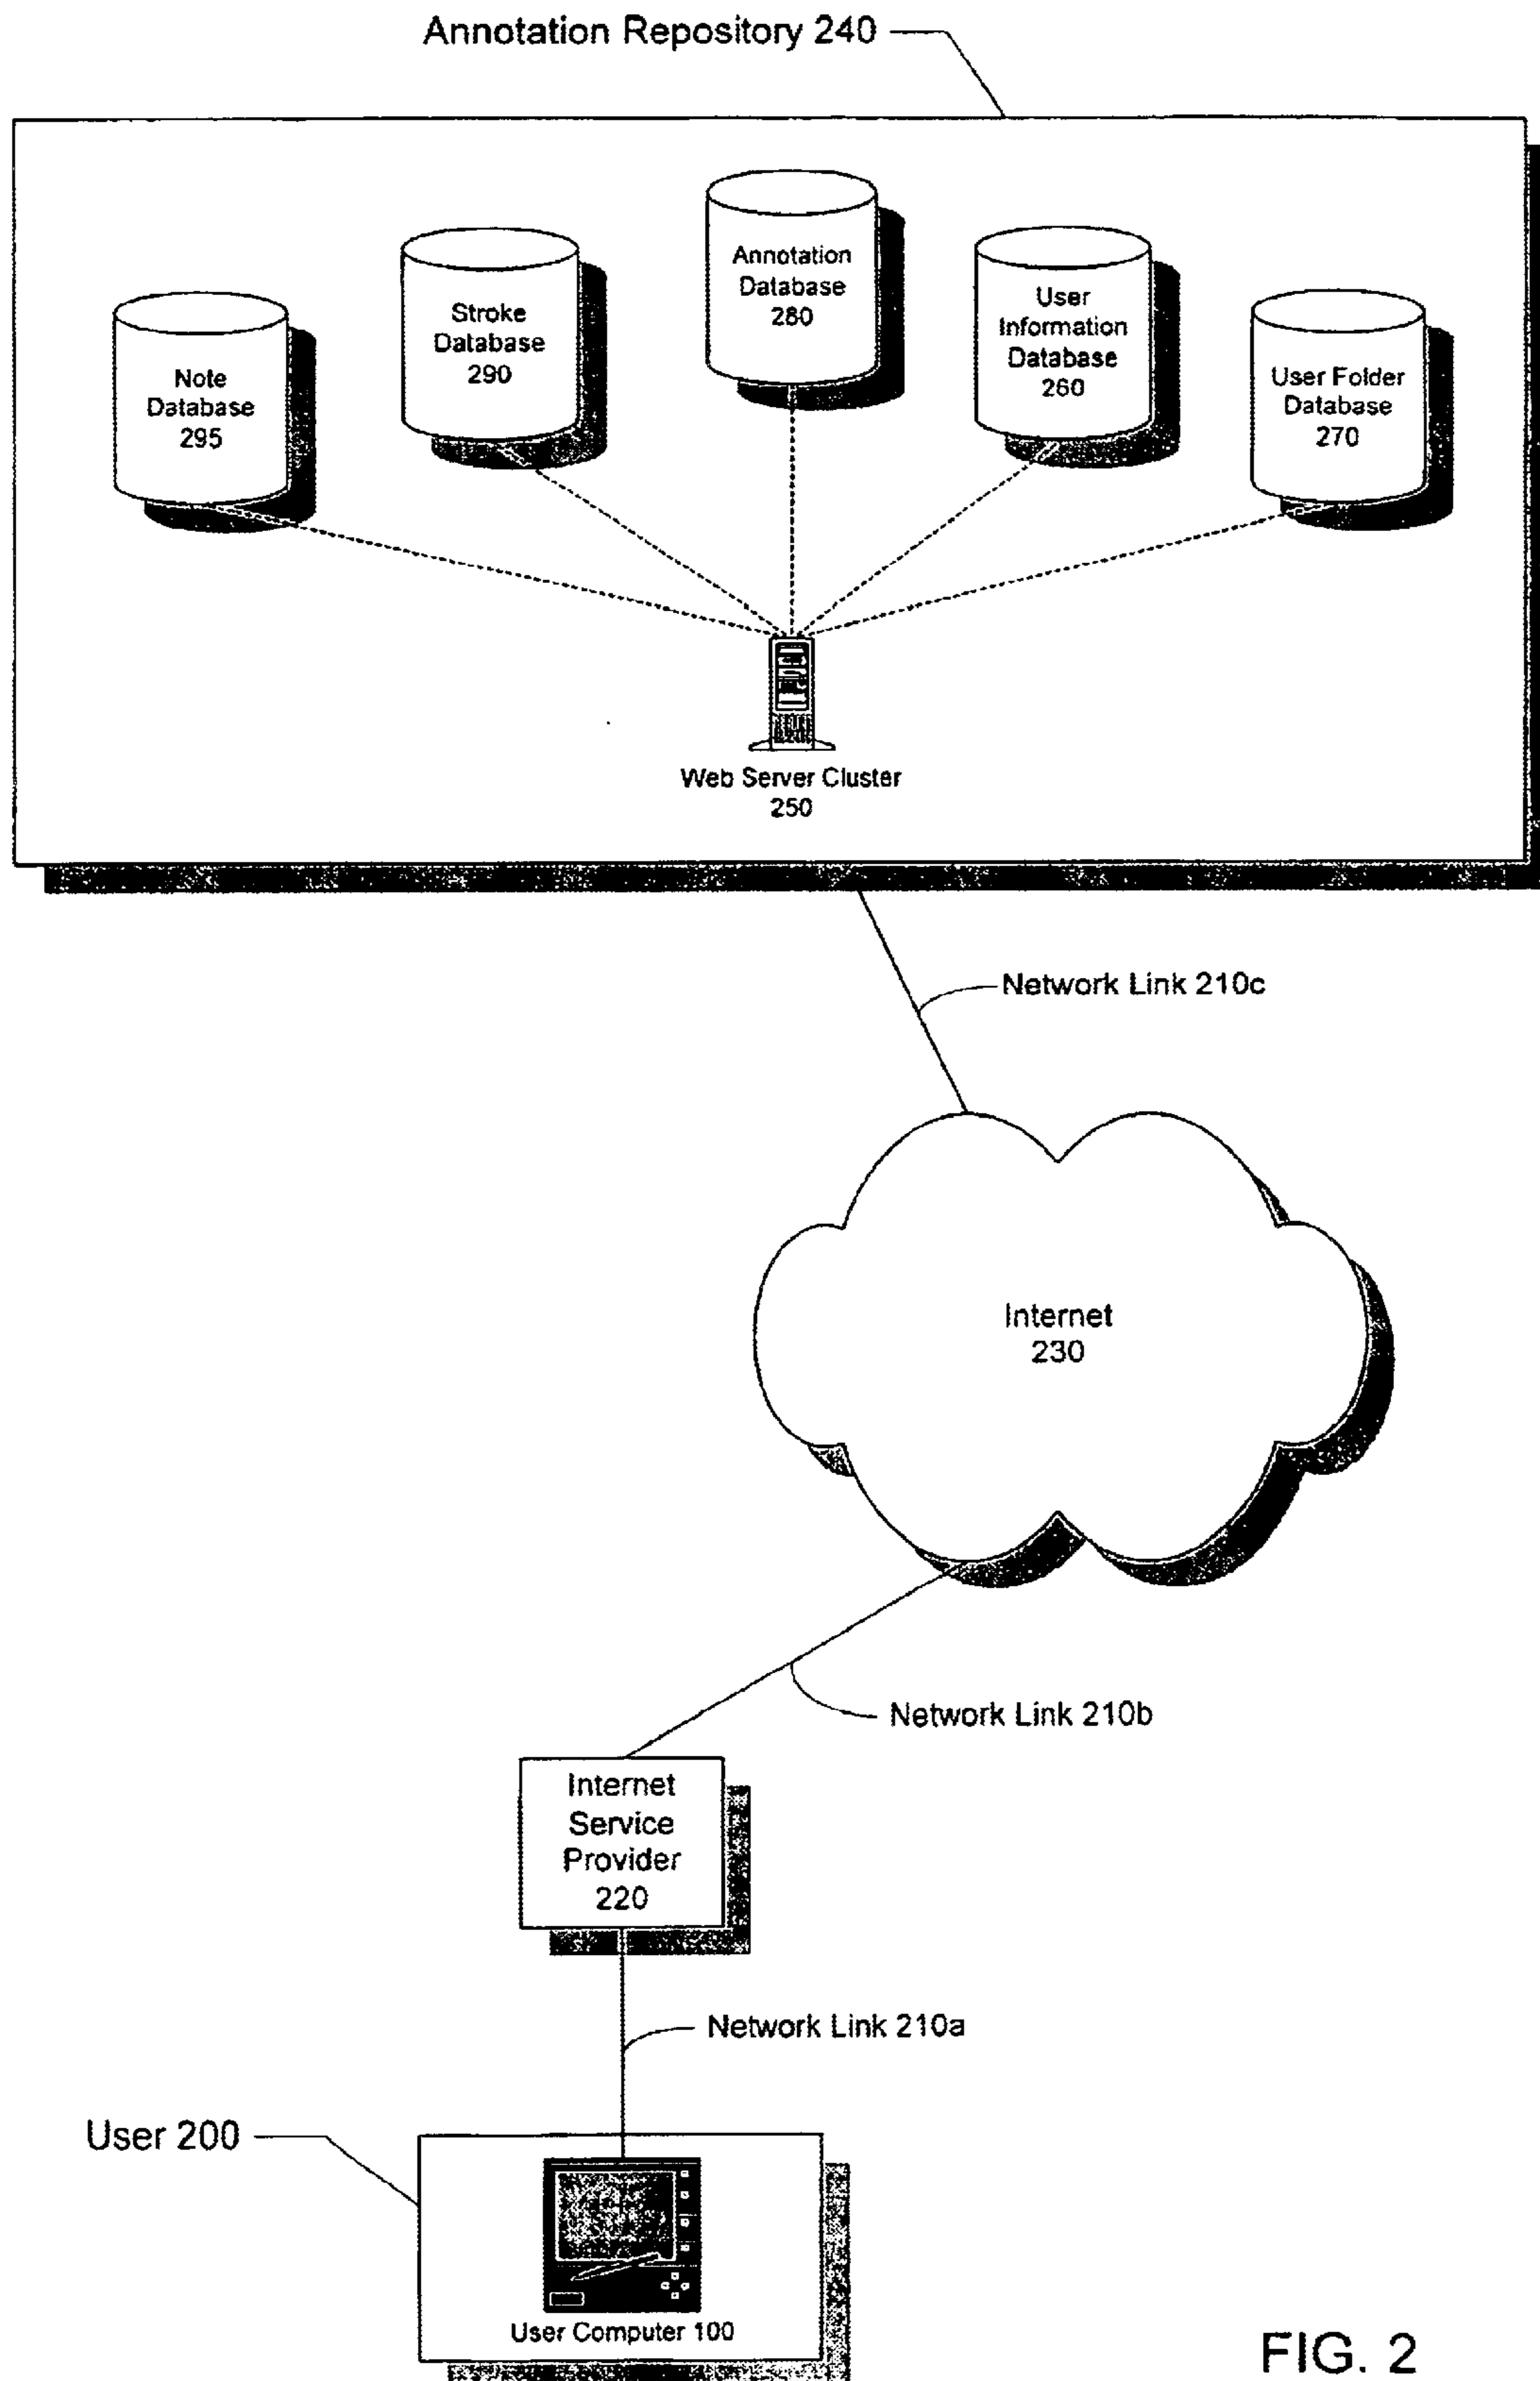 Annotation Repository 240
Annotation
Database
280
User
Information
Database
260
Stroke
Database
290
Note
Database
295
User Folder
Database
270
Web Server Cluster
250
Network Link 210c
Internet
230
Network Link 210b
Internet
Service
Provider
220
Network Link 210a
User 200
User Computer 100
FIG. 2